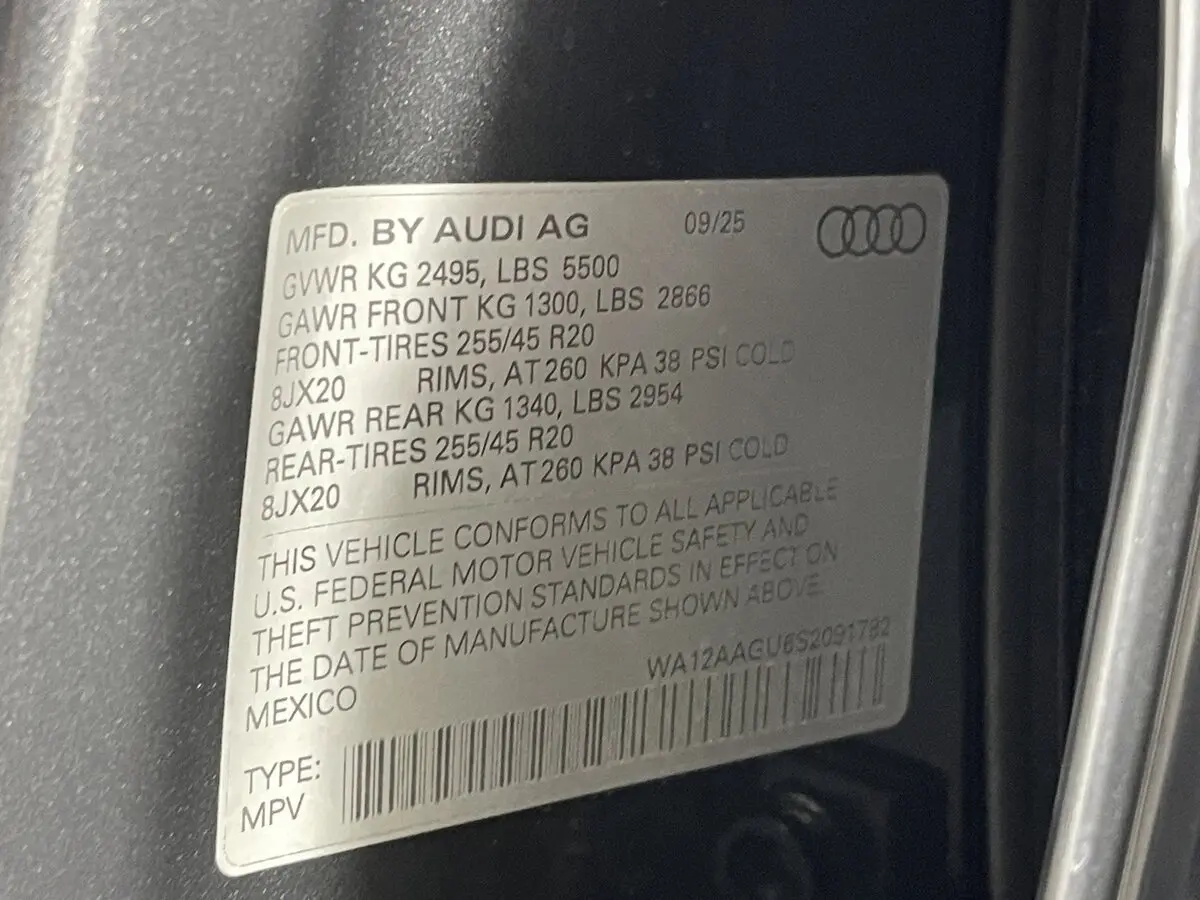 MFD. BY AUDI AG 09/25
GVWR KG 2495, LBS 5500
GAWR FRONT KG 1300, LBS 2866
FRONT-TIRES 255/45 R20
8JX20 RIMS, AT 260 KPA 38 PSI COLD
GAWR REAR KG 1340, LBS 2954
REAR-TIRES 255/45 R20
8JX20 RIMS, AT 260 KPA 38 PSI COLD
THIS VEHICLE CONFORMS TO ALL APPLICABLE
U.S. FEDERAL MOTOR VEHICLE SAFETY AND
THEFT PREVENTION STANDARDS IN EFFECT ON
THE DATE OF MANUFACTURE SHOWN ABOVE.
MEXICO WA12AAGU6S2091782
TYPE:
MPV